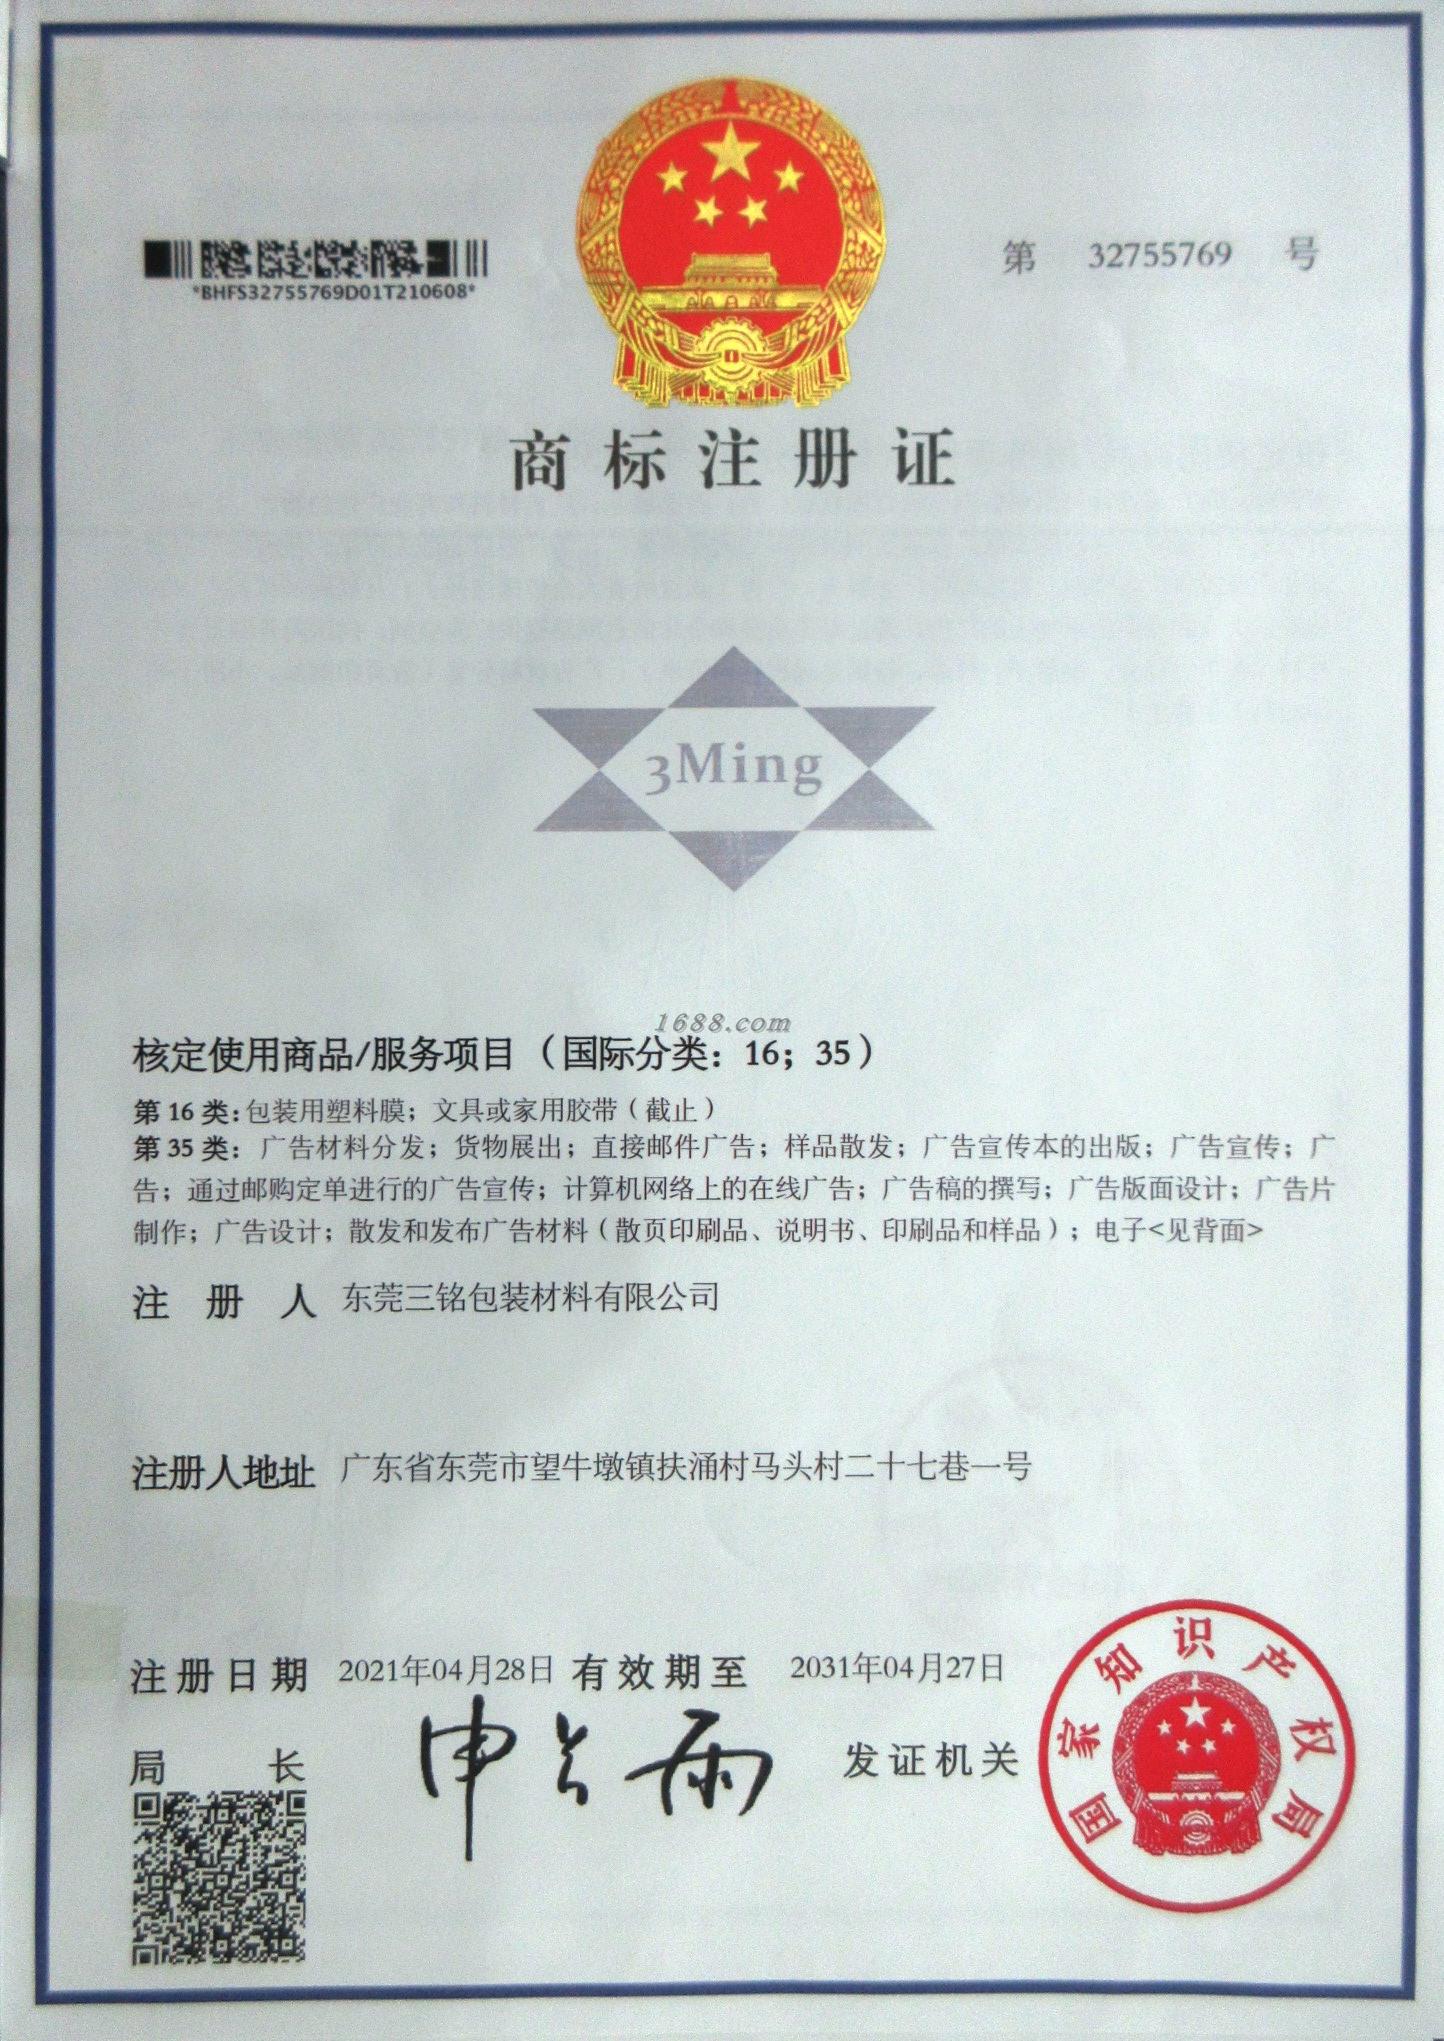 *BHFS32755769D01T210608*
第 32755769 号
商标注册证
3Ming
1688.com
核定使用商品/服务项目（国际分类：16；35）
第16类：包装用塑料膜；文具或家用胶带（截止）
第35类：广告材料分发；货物展出；直接邮件广告；样品散发；广告宣传本的出版；广告宣传；广
告；通过邮购定单进行的广告宣传；计算机网络上的在线广告；广告稿的撰写；广告版面设计；广告片
制作；广告设计；散发和发布广告材料（散页印刷品、说明书、印刷品和样品）；电子<见背面>
注册人 东莞三铭包装材料有限公司
注册人地址 广东省东莞市望牛墩镇扶涌村马头村二十七巷一号
注册日期 2021年04月28日 有效期至 2031年04月27日
局长 申长雨 发证机关
国家知识产权局